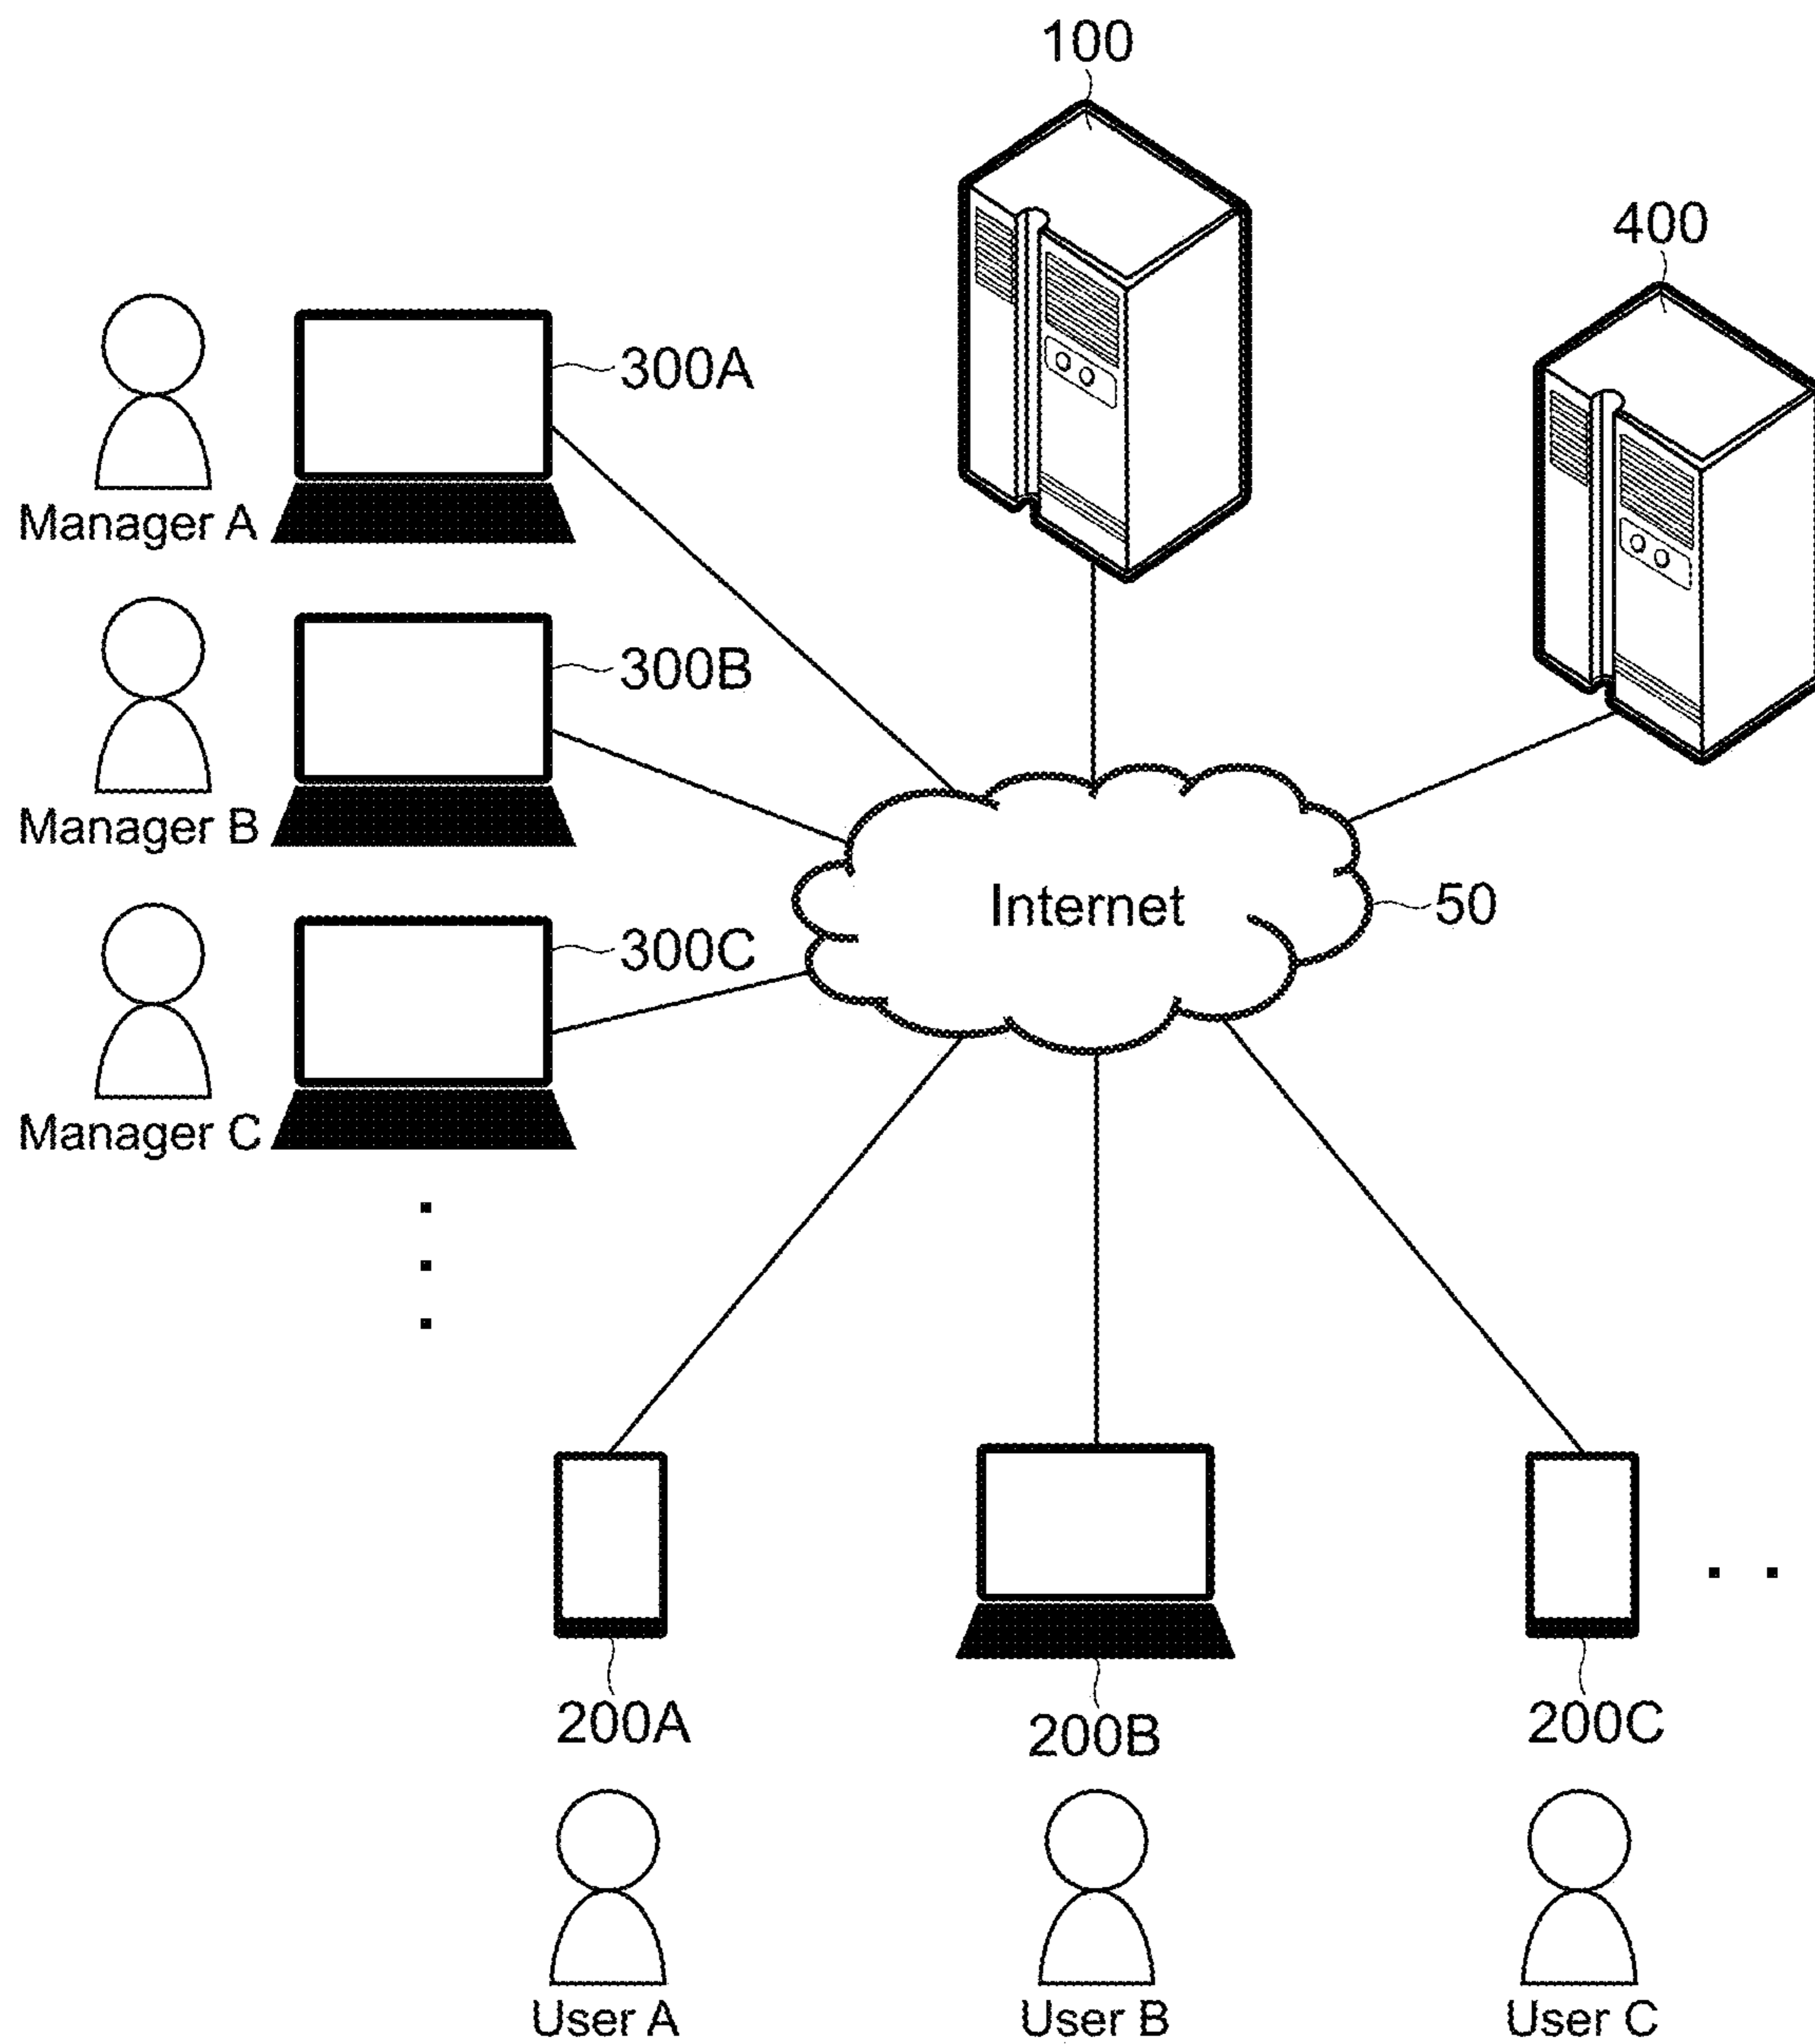 100
400
300A
Manager A
300B
Manager B
Internet
50
300C
Manager C
200A
200B
200C
User A
User B
User C